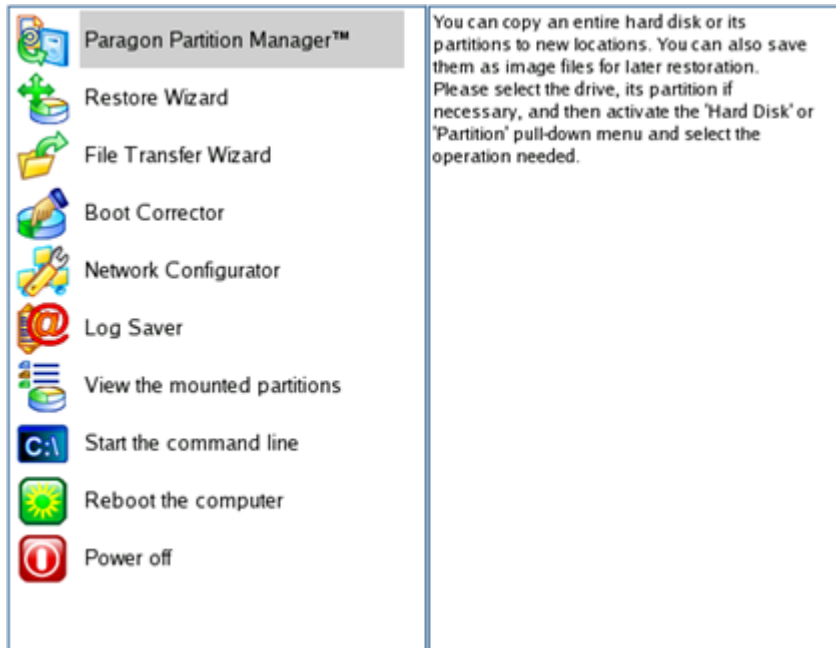 Paragon Partition Manager™
Restore Wizard
File Transfer Wizard
Boot Corrector
Network Configurator
Log Saver
View the mounted partitions
C:\
Start the command line
Reboot the computer
Power off
You can copy an entire hard disk or its
partitions to new locations. You can also save
them as image files for later restoration.
Please select the drive, its partition if
necessary, and then activate the 'Hard Disk' or
'Partition' pull-down menu and select the
operation needed.